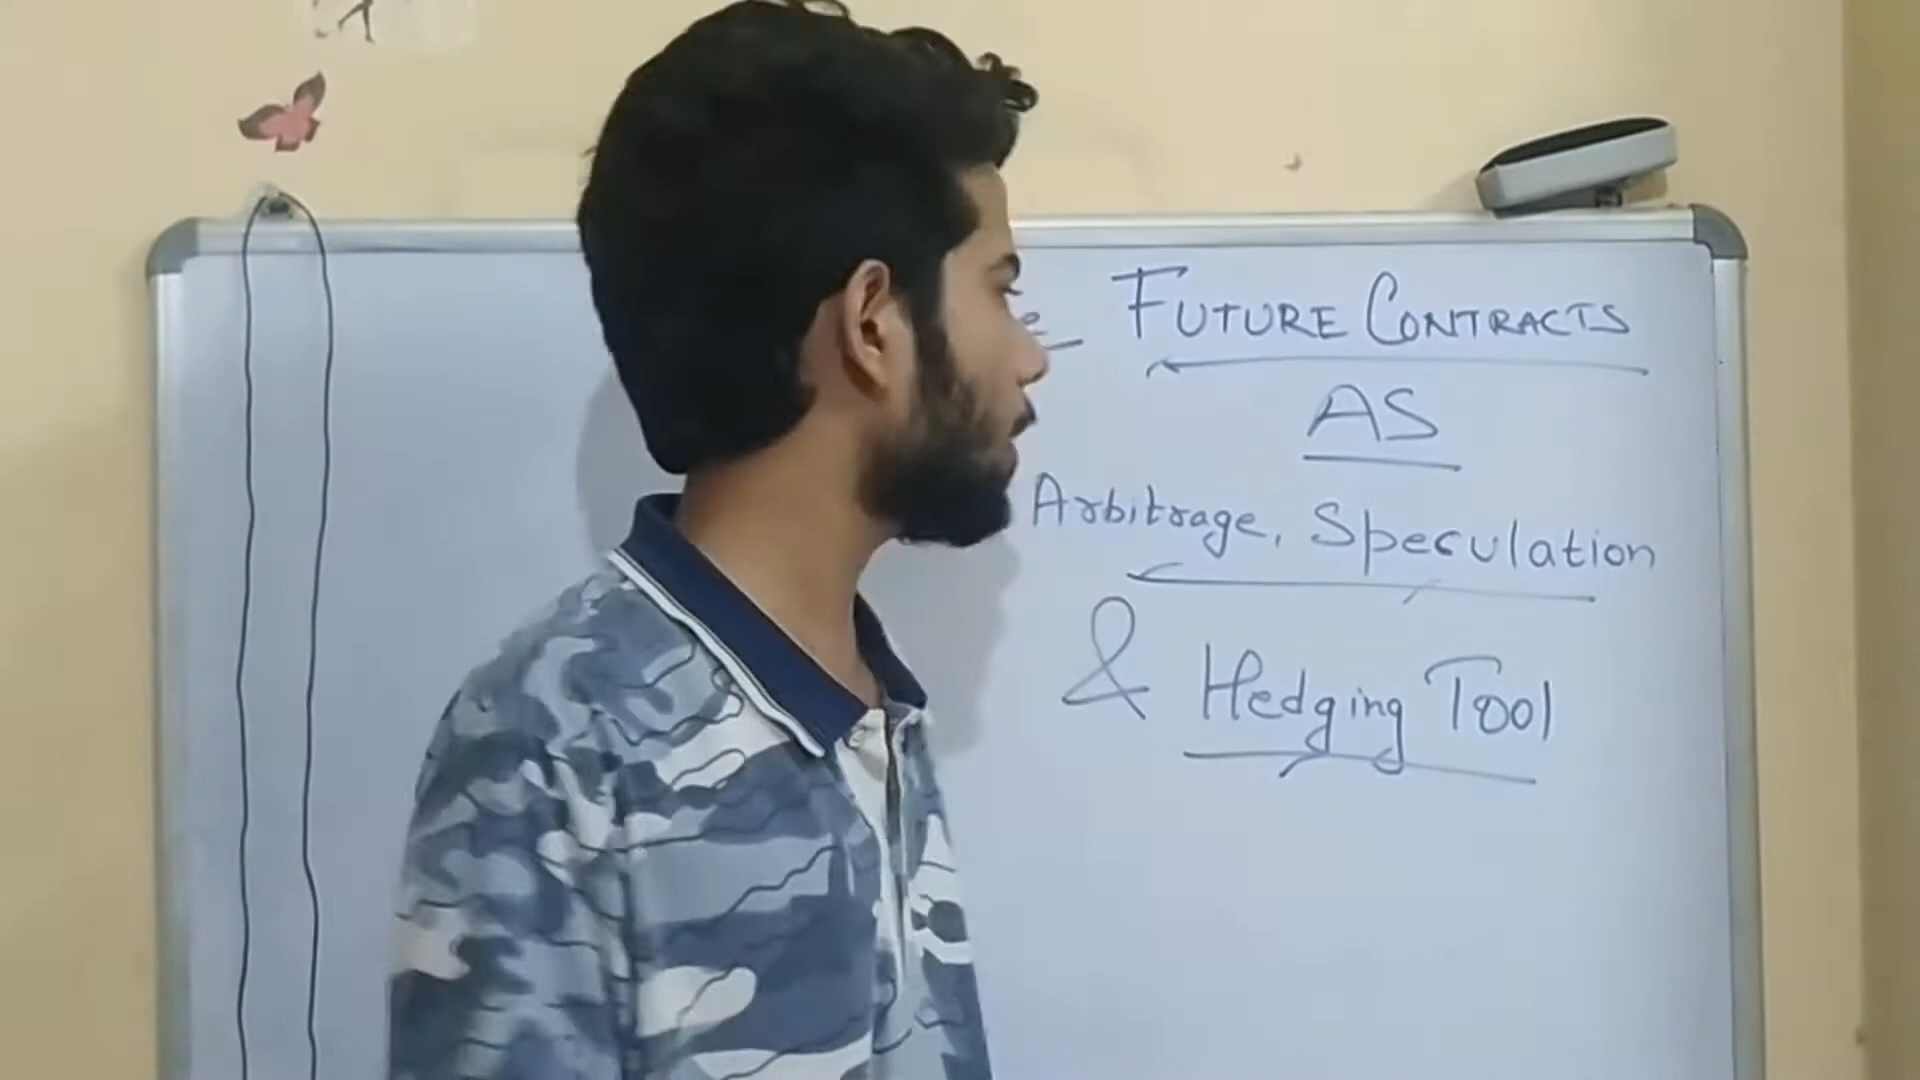 FUTURE CONTRACTS
AS
Arbitrage, Speculation
& Hedging Tool